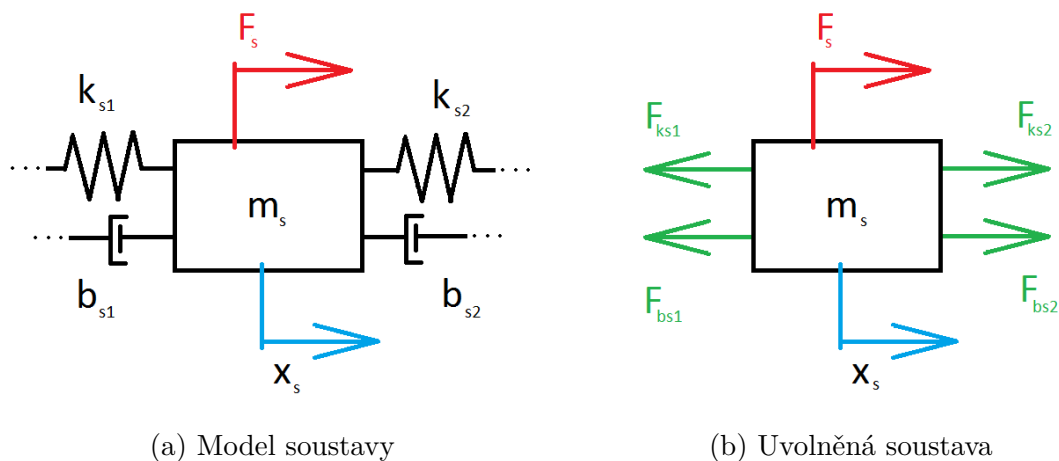 F_s F_s
k_s1 k_s2 F_ks1 F_ks2
m_s m_s
b_s1 b_s2 F_bs1 F_bs2
x_s x_s
(a) Model soustavy (b) Uvolněná soustava